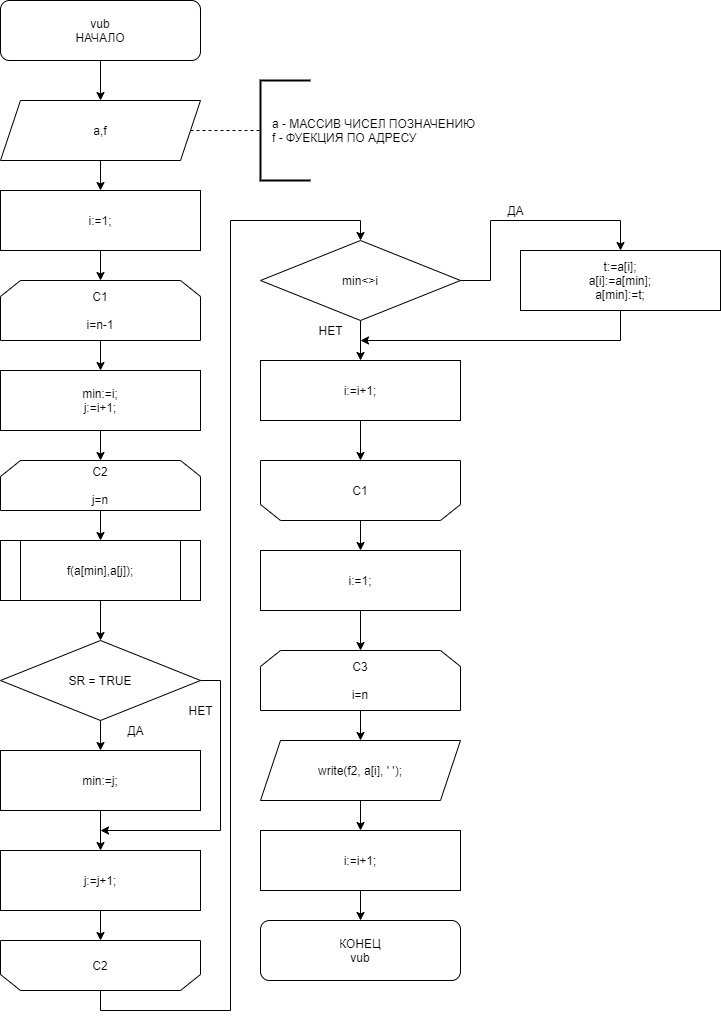 vub
НАЧАЛО
a,f
a - МАССИВ ЧИСЕЛ ПОЗНАЧЕНИЮ
f - ФУЕКЦИЯ ПО АДРЕСУ
i:=1;
C1
i=n-1
min:=i;
j:=i+1;
C2
j=n
f(a[min],a[j]);
SR = TRUE
НЕТ
ДА
min:=j;
j:=j+1;
C2
min<>i
ДА
t:=a[i];
a[i]:=a[min];
a[min]:=t;
НЕТ
i:=i+1;
C1
i:=1;
C3
i=n
write(f2, a[i], ' ');
i:=i+1;
КОНЕЦ
vub